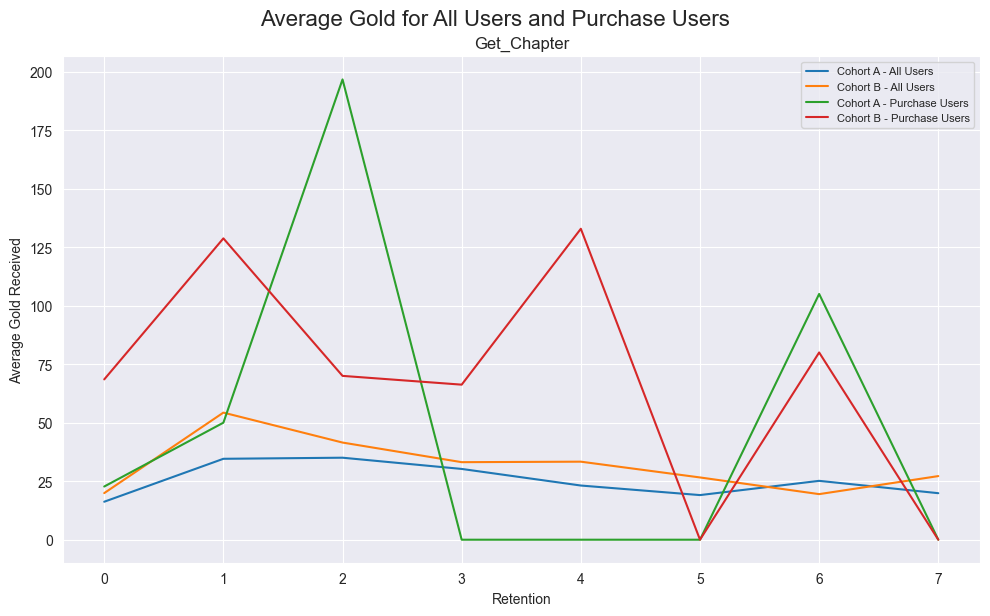 Average Gold for All Users and Purchase Users
Get_Chapter
Cohort A - All Users
Cohort B - All Users
Cohort A - Purchase Users
Cohort B - Purchase Users
Average Gold Received
200
175
150
125
100
75
50
25
0
0 1 2 3 4 5 6 7
Retention